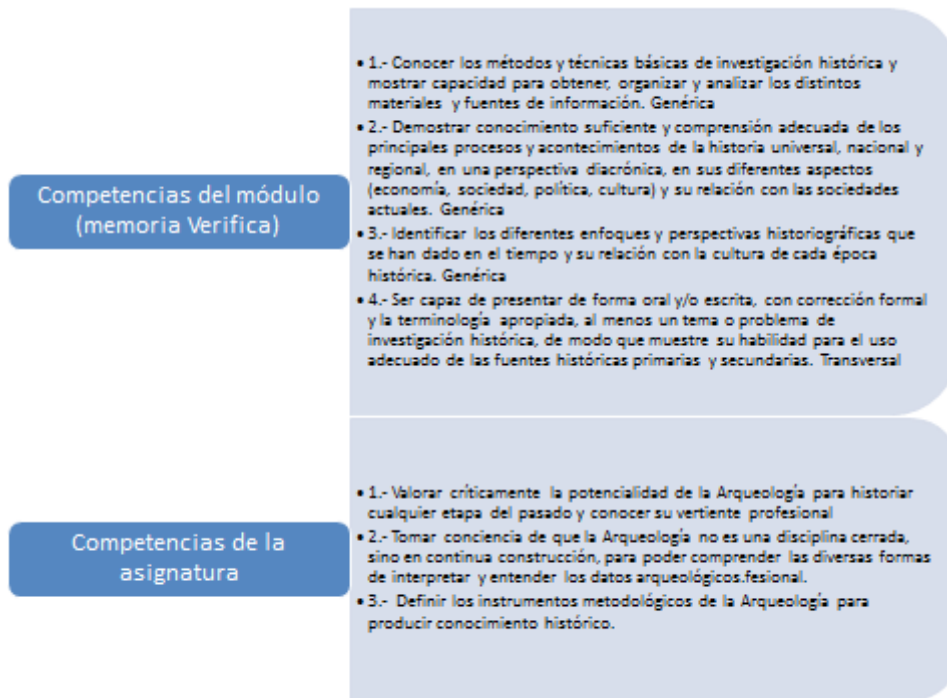 Competencias del módulo
(memoria Verifica)
• 1.- Conocer los métodos y técnicas básicas de investigación histórica y
mostrar capacidad para obtener, organizar y analizar los distintos
materiales y fuentes de información. Genérica
• 2.- Demostrar conocimiento suficiente y comprensión adecuada de los
principales procesos y acontecimientos de la historia universal, nacional y
regional, en una perspectiva diacrónica, en sus diferentes aspectos
(economía, sociedad, política, cultura) y su relación con las sociedades
actuales. Genérica
• 3.- Identificar los diferentes enfoques y perspectivas historiográficas que
se han dado en el tiempo y su relación con la cultura de cada época
histórica. Genérica
• 4.- Ser capaz de presentar de forma oral y/o escrita, con corrección formal
y la terminología apropiada, al menos un tema o problema de
investigación histórica, de modo que muestre su habilidad para el uso
adecuado de las fuentes históricas primarias y secundarias. Transversal
Competencias de la
asignatura
• 1.- Valorar críticamente la potencialidad de la Arqueología para historiar
cualquier etapa del pasado y conocer su vertiente profesional
• 2.- Tomar conciencia de que la Arqueología no es una disciplina cerrada,
sino en continua construcción, para poder comprender las diversas formas
de interpretar y entender los datos arqueológicos.fesional.
• 3.- Definir los instrumentos metodológicos de la Arqueología para
producir conocimiento histórico.